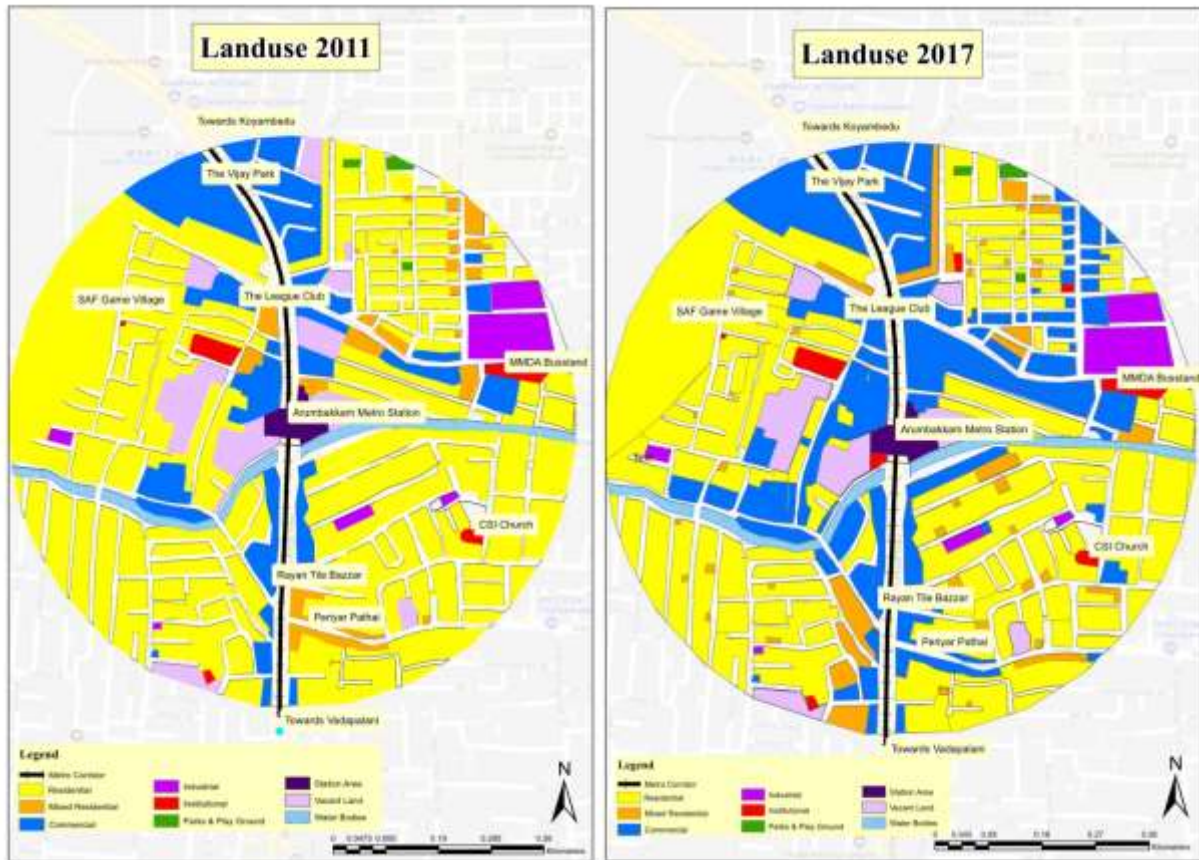 Landuse 2011
Towards Koyambedu
The Vijay Park
SAF Game Village
The League Club
MMDA Busstand
Arumbakkam Metro Station
CSI Church
Rayan Tile Bazzar
Periyar Pathai
Towards Vadapalani
Legend
Metro Corridor
Residential
Mixed Residential
Commercial
Industrial
Institutional
Parks & Play Ground
Station Area
Vacant Land
Water Bodies
N
Kilometers
Landuse 2017
Towards Koyambedu
The Vijay Park
SAF Game Village
The League Club
MMDA Busstand
Arumbakkam Metro Station
CSI Church
Rayan Tile Bazzar
Periyar Pathai
Towards Vadapalani
Legend
Metro Corridor
Residential
Mixed Residential
Commercial
Industrial
Institutional
Parks & Play Ground
Station Area
Vacant Land
Water Bodies
N
Kilometers